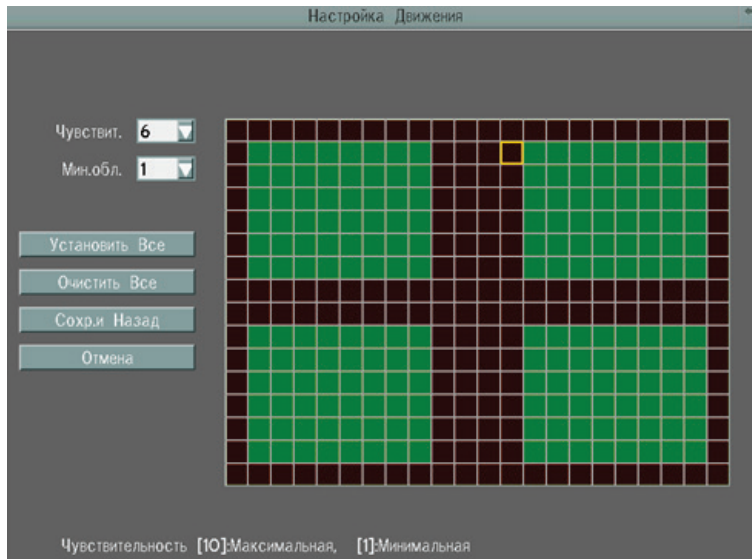 Настройка Движения
Чувствит. 6
Мин.обл. 1
Установить Все
Очистить Все
Сохр.и Назад
Отмена
Чувствительность [10]:Максимальная, [1]:Минимальная